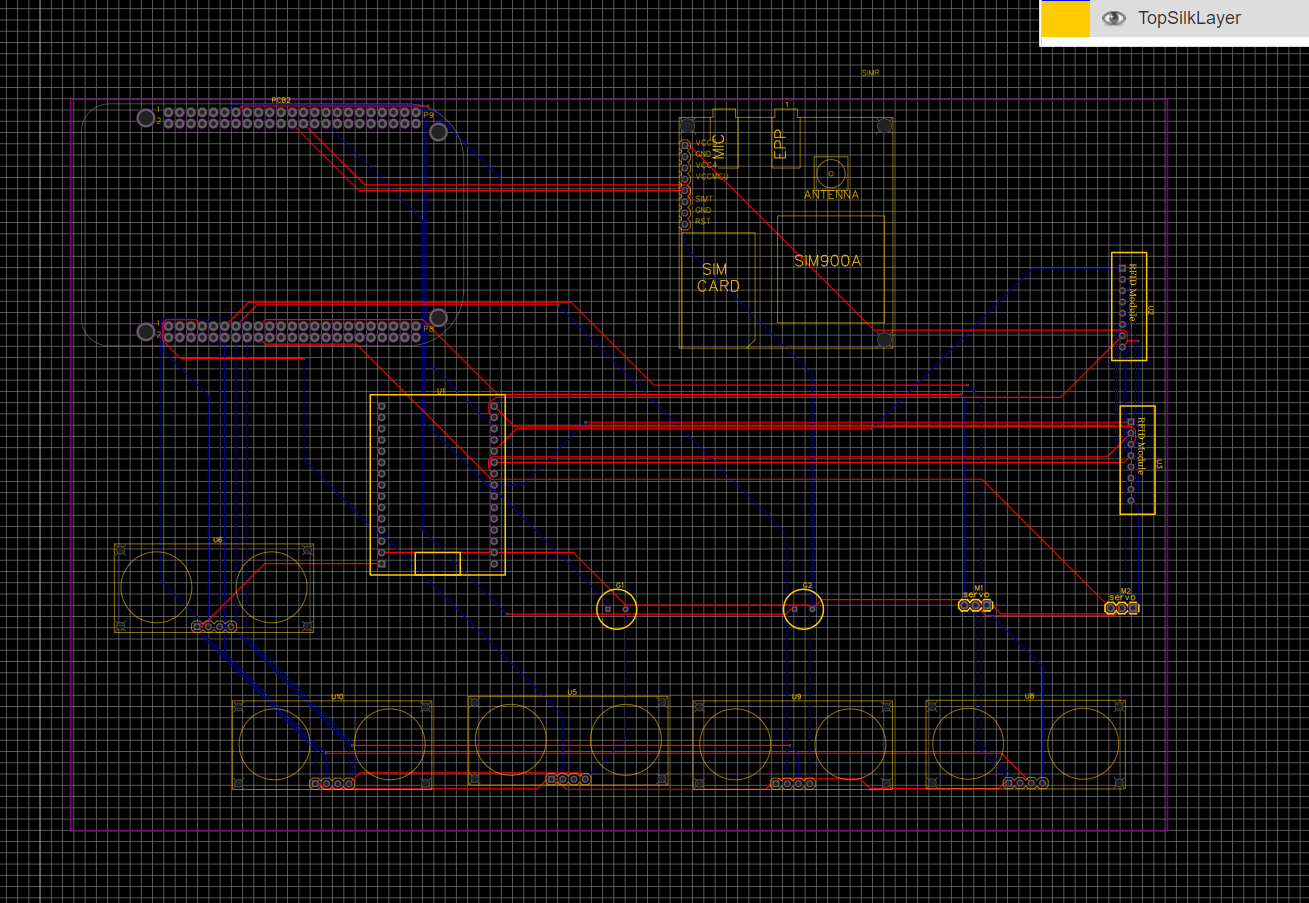 TopSilkLayer
SIMR
PCB2
1
2
P9
1
MIC
EPP
VCC
GND
VCC4
VCCMCU
SIMT
GND
RST
ANTENNA
SIM900A
SIM
CARD
RFID Module
U2
1
2
P8
U1
RFID Module
U3
U6
G1
G2
M1
servo
M2
servo
U10
U5
U9
U8